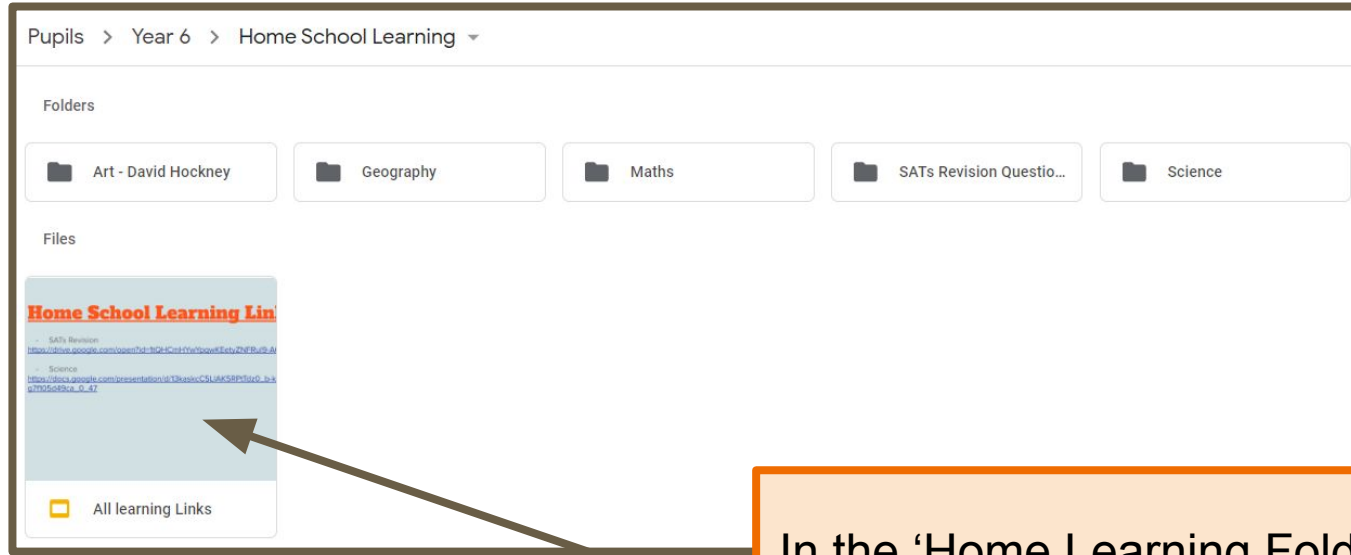 Pupils > Year 6 > Home School Learning
Folders
Art - David Hockney
Geography
Maths
SATs Revision Questio...
Science
Files
Home School Learning Lin
- SATs Revision
- Science
All learning Links
In the ‘Home Learning Fold